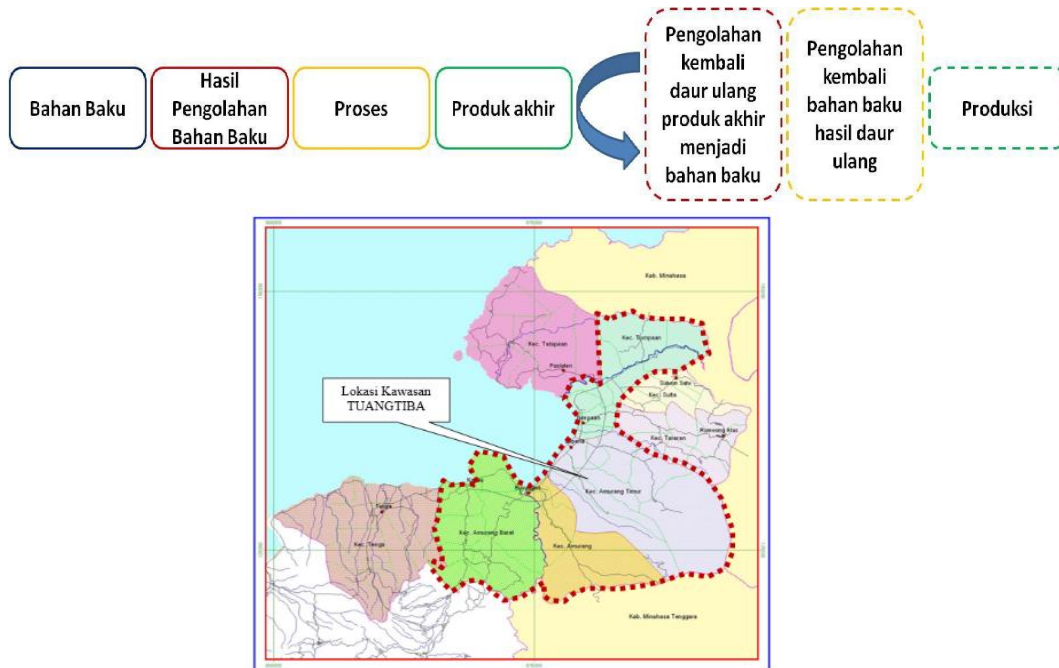 Bahan Baku
Hasil
Pengolahan
Bahan Baku
Proses
Produk akhir
Pengolahan
kembali
daur ulang
produk akhir
menjadi
bahan baku
Pengolahan
kembali
bahan baku
hasil daur
ulang
Produksi
Kab. Minahasa
Kec. Tumpaan
Kec. Tatapaan
Lokasi Kawasan
TUANGTIBA
Kec. Sulta
Kec. Tareran
Kec. Amurang Timur
Kec. Amurang Barat
Kec. Amurang
Tenga
Kec. Tenga
Kab. Minahasa Tenggara